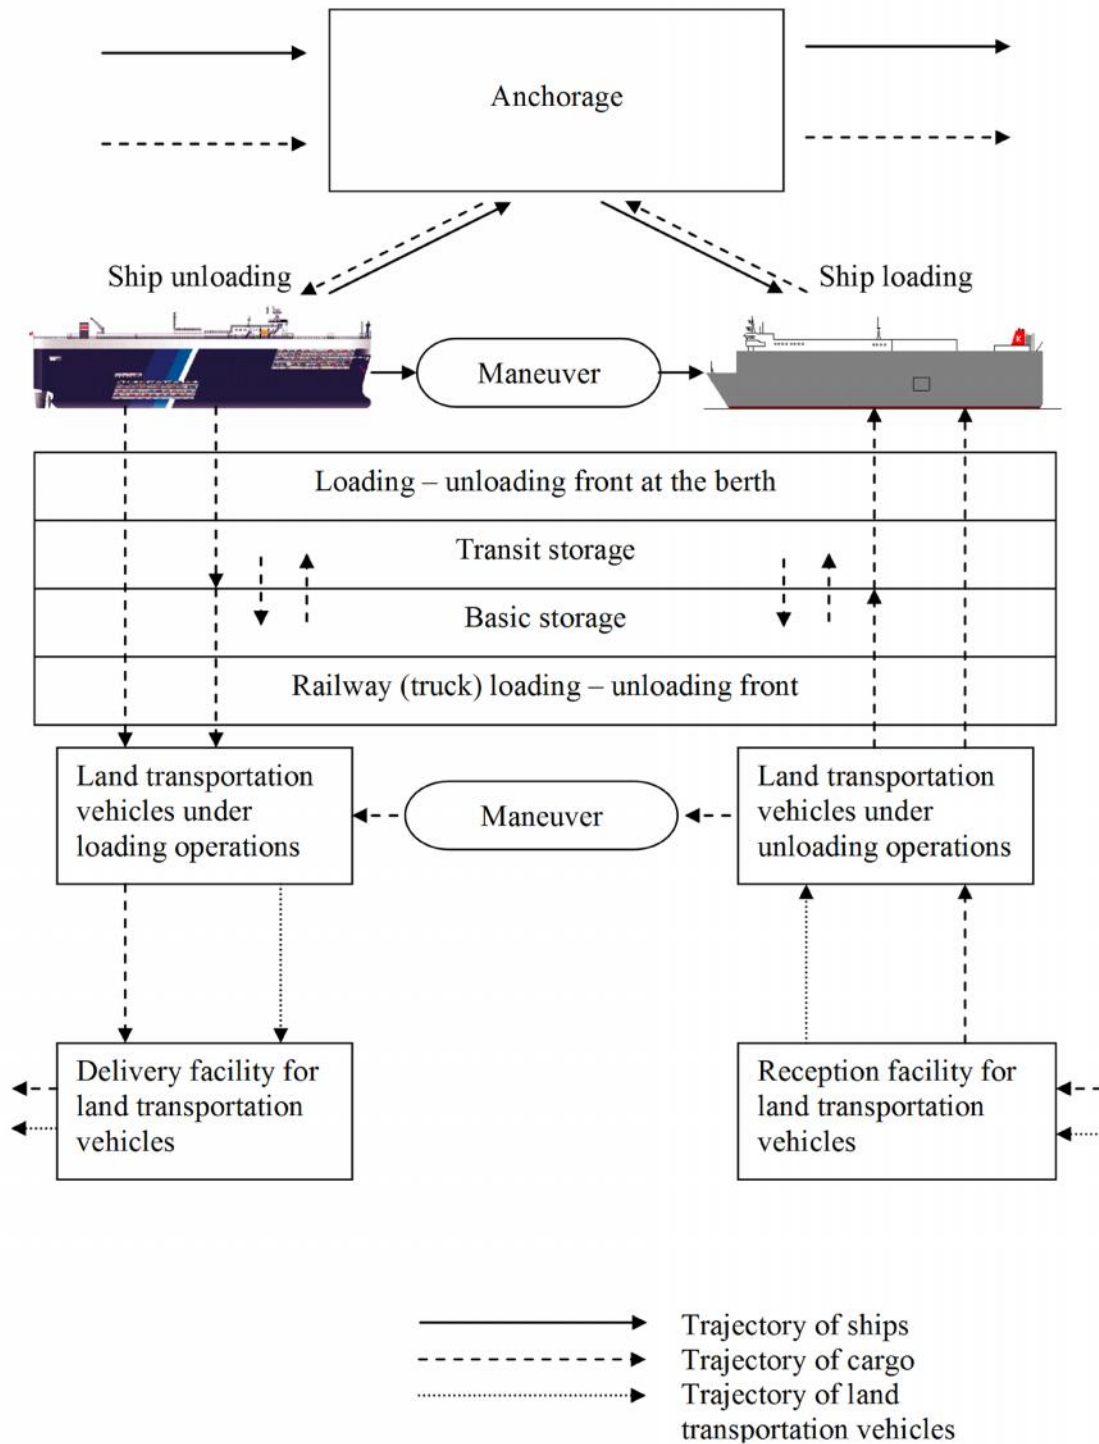 Anchorage
Ship unloading
Ship loading
Maneuver
K
Loading – unloading front at the berth
Transit storage
Basic storage
Railway (truck) loading – unloading front
Land transportation
vehicles under
loading operations
Maneuver
Land transportation
vehicles under
unloading operations
Delivery facility for
land transportation
vehicles
Reception facility for
land transportation
vehicles
Trajectory of ships
Trajectory of cargo
Trajectory of land
transportation vehicles